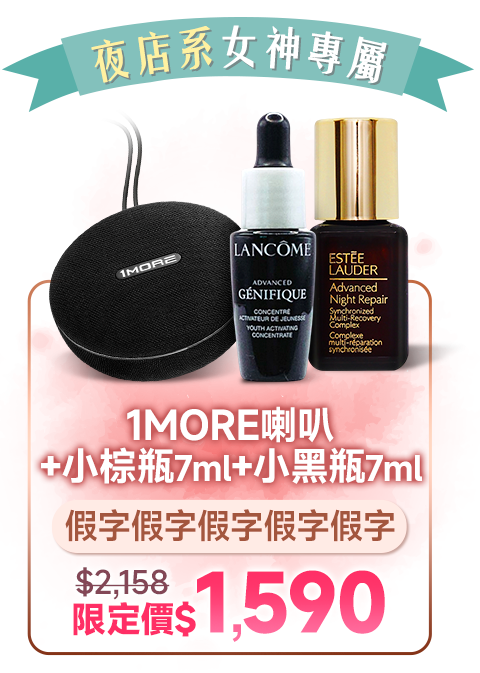 夜店系女神專屬
1MORE
LANCÔME
ADVANCED
GÉNIFIQUE
CONCENTRÉ
ACTIVATEUR DE JEUNESSE
YOUTH ACTIVATING
CONCENTRATE
ESTĒE
LAUDER
Advanced
Night Repair
Synchronized
Multi-Recovery
Complex
Complexe
multi-réparation
synchronisée
1MORE喇叭
+小棕瓶7ml+小黑瓶7ml
假字假字假字假字假字
$2,158
限定價$1,590